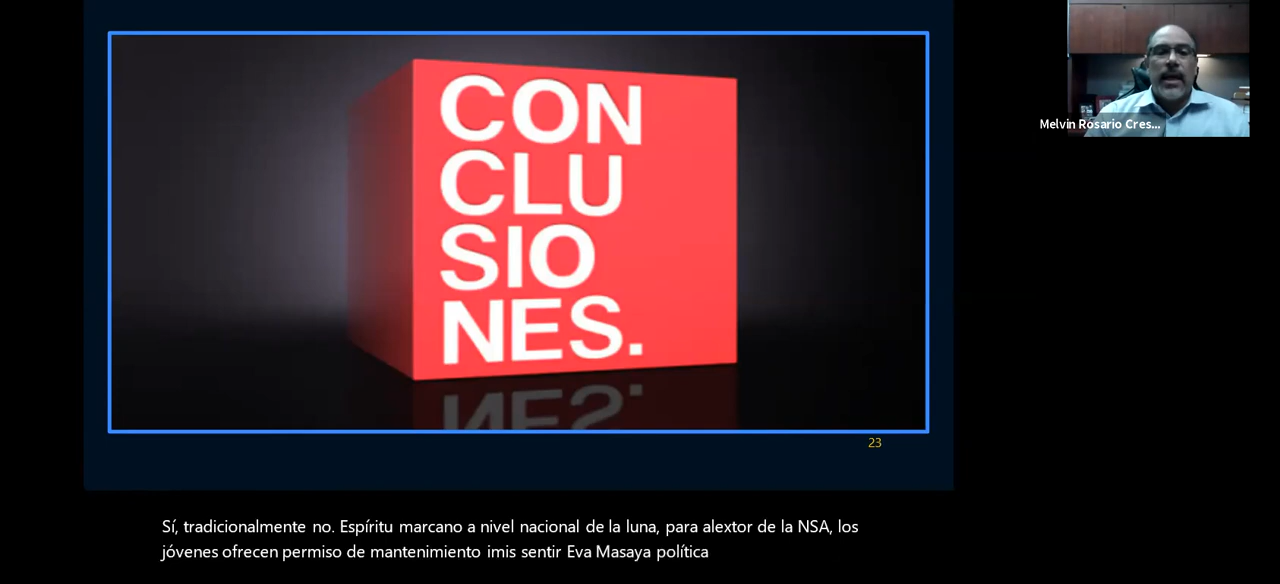 CON
CLU
SIO
NES.
Melvin Rosario Cres...
23
Sí, tradicionalmente no. Espíritu marcano a nivel nacional de la luna, para alextor de la NSA, los
jóvenes ofrecen permiso de mantenimiento imis sentir Eva Masaya política